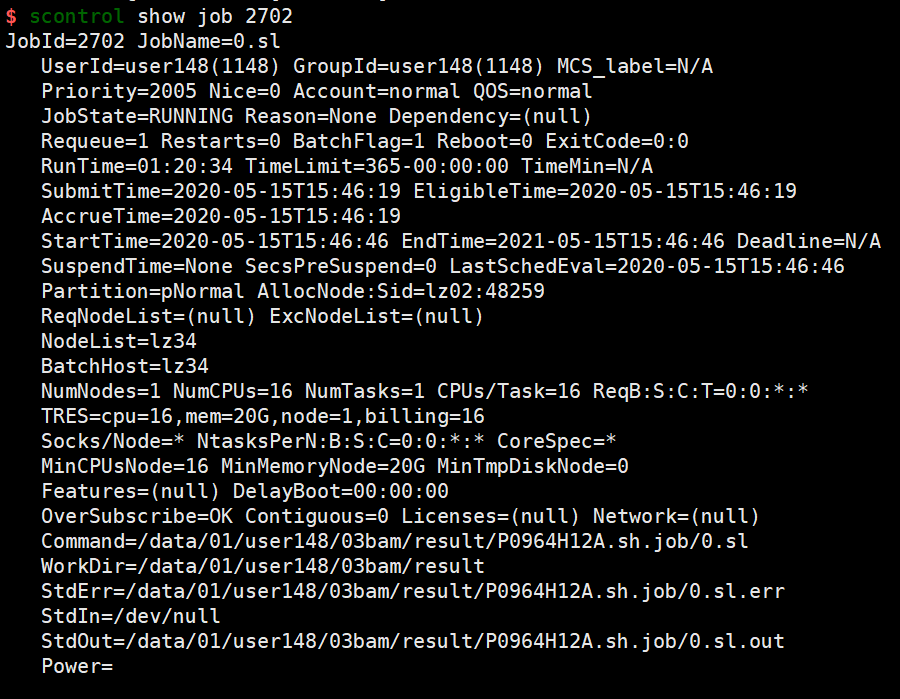 $ scontrol show job 2702
JobId=2702 JobName=0.sl
UserId=user148(1148) GroupId=user148(1148) MCS_label=N/A
Priority=2005 Nice=0 Account=normal QOS=normal
JobState=RUNNING Reason=None Dependency=(null)
Requeue=1 Restarts=0 BatchFlag=1 Reboot=0 ExitCode=0:0
RunTime=01:20:34 TimeLimit=365-00:00:00 TimeMin=N/A
SubmitTime=2020-05-15T15:46:19 EligibleTime=2020-05-15T15:46:19
AccrueTime=2020-05-15T15:46:19
StartTime=2020-05-15T15:46:46 EndTime=2021-05-15T15:46:46 Deadline=N/A
SuspendTime=None SecsPreSuspend=0 LastSchedEval=2020-05-15T15:46:46
Partition=pNormal AllocNode:Sid=lz02:48259
ReqNodeList=(null) ExcNodeList=(null)
NodeList=lz34
BatchHost=lz34
NumNodes=1 NumCPUs=16 NumTasks=1 CPUs/Task=16 ReqB:S:C:T=0:0:*:*
TRES=cpu=16,mem=20G,node=1,billing=16
Socks/Node=* NtasksPerN:B:S:C=0:0:*:* CoreSpec=*
MinCPUsNode=16 MinMemoryNode=20G MinTmpDiskNode=0
Features=(null) DelayBoot=00:00:00
OverSubscribe=OK Contiguous=0 Licenses=(null) Network=(null)
Command=/data/01/user148/03bam/result/P0964H12A.sh.job/0.sl
WorkDir=/data/01/user148/03bam/result
StdErr=/data/01/user148/03bam/result/P0964H12A.sh.job/0.sl.err
StdIn=/dev/null
StdOut=/data/01/user148/03bam/result/P0964H12A.sh.job/0.sl.out
Power=